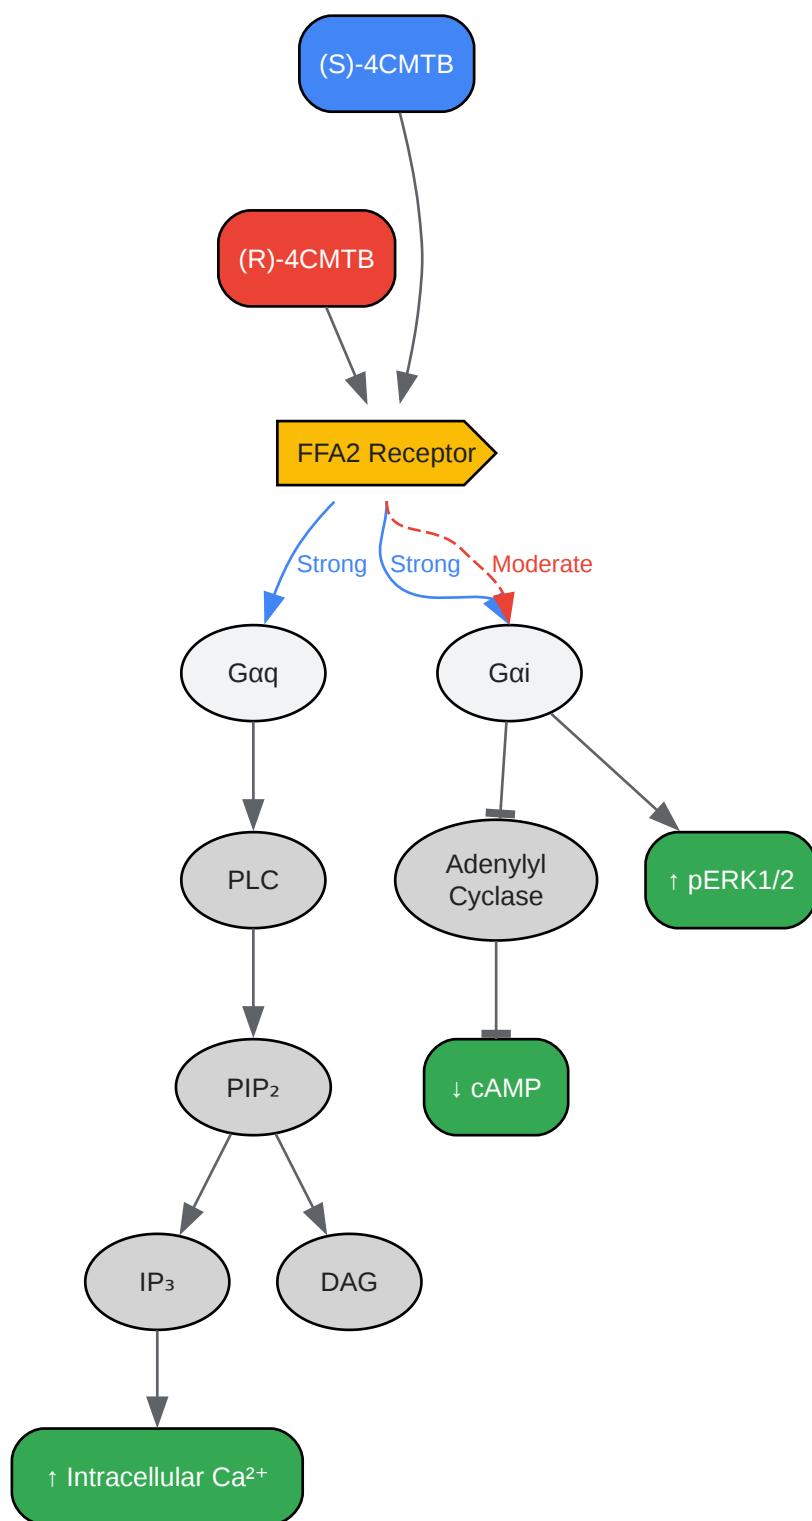 (S)-4CMTB
(R)-4CMTB
FFA2 Receptor
Strong
Strong
Moderate
Gαq
Gαi
PLC
Adenylyl
Cyclase
↑ pERK1/2
PIP₂
↓ cAMP
IP₃
DAG
↑ Intracellular Ca²⁺